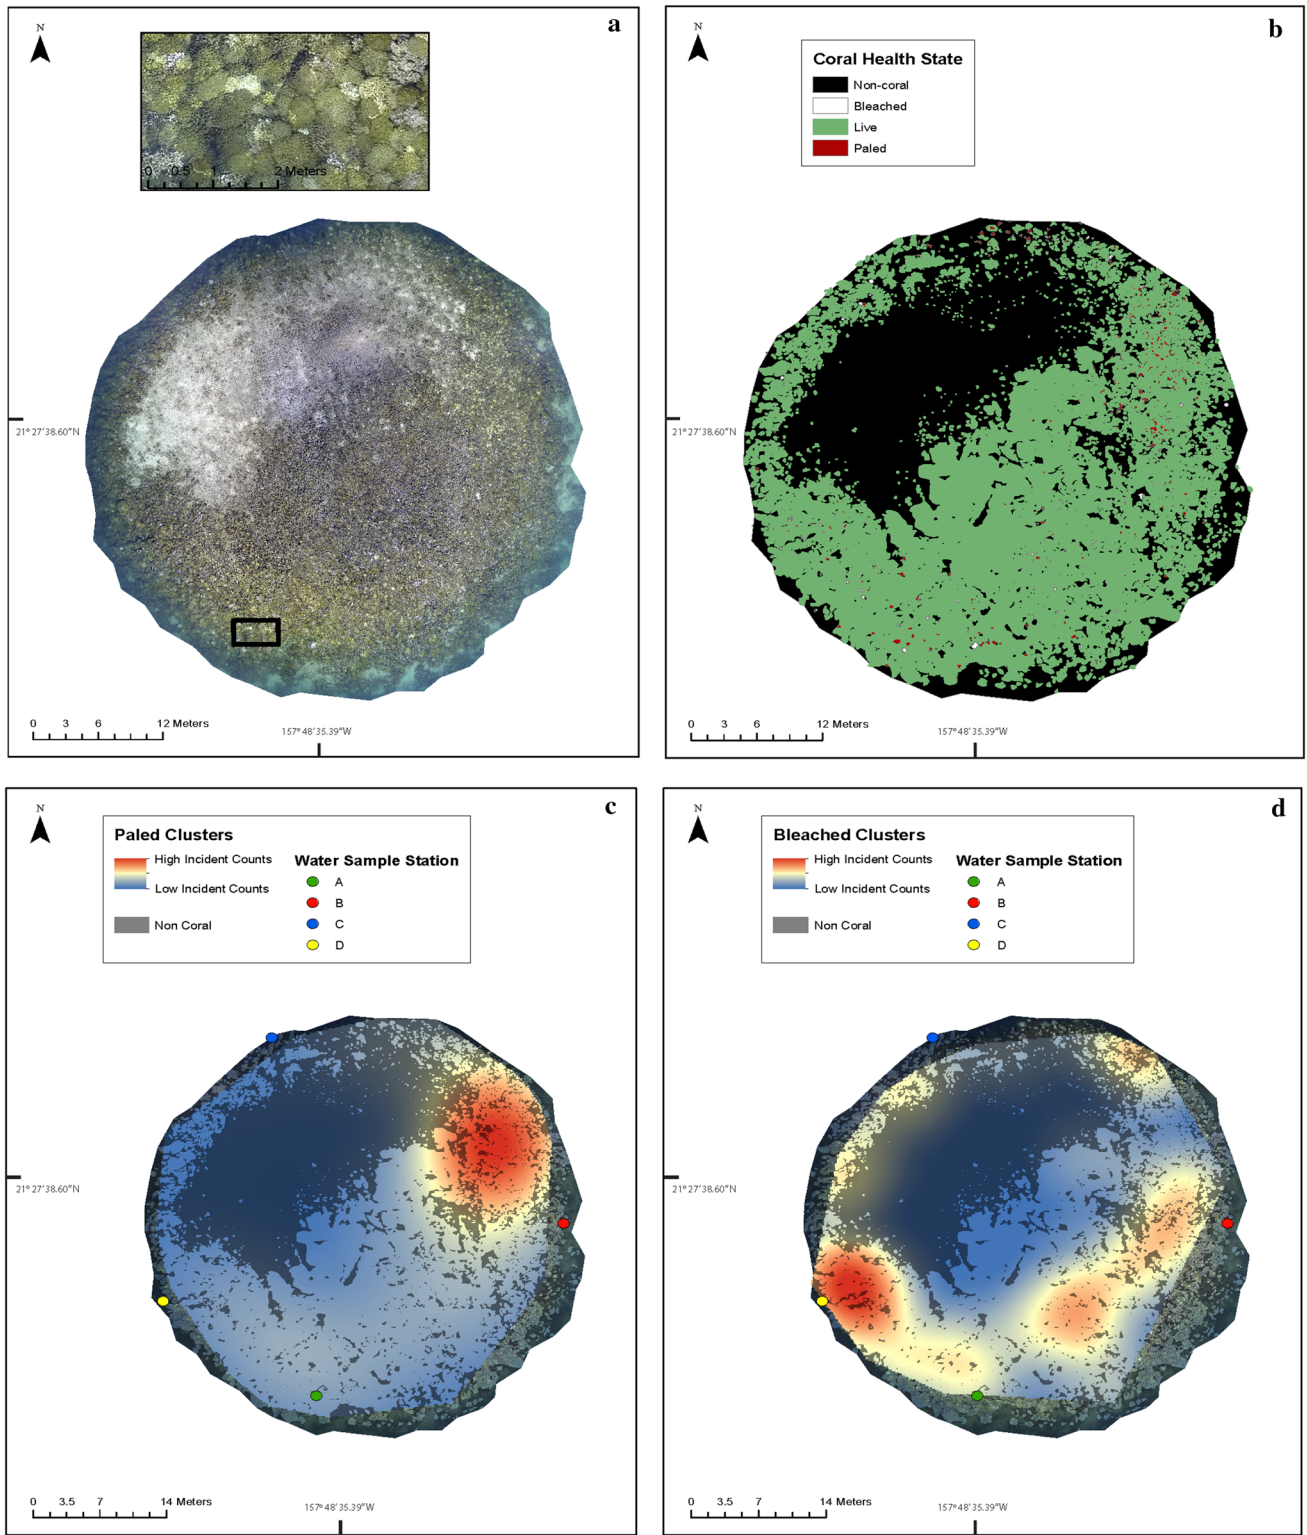 a
N
0 0.5 1 2 Meters
21° 27'38.60"N
0 3 6 12 Meters
157° 48'35.39"W
b
N
Coral Health State
Non-coral
Bleached
Live
Paled
21° 27'38.60"N
0 3 6 12 Meters
157° 48'35.39"W
c
N
Paled Clusters
High Incident Counts
Low Incident Counts
Non Coral
Water Sample Station
A
B
C
D
21° 27'38.60"N
0 3.5 7 14 Meters
157° 48'35.39"W
d
N
Bleached Clusters
High Incident Counts
Low Incident Counts
Non Coral
Water Sample Station
A
B
C
D
21° 27'38.60"N
0 3.5 7 14 Meters
157° 48'35.39"W